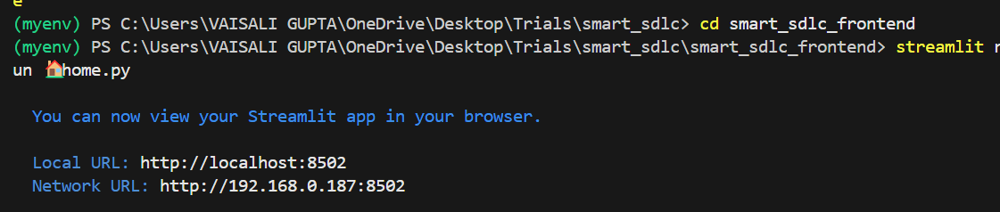 e
(myenv) PS C:\Users\VAISALI GUPTA\OneDrive\Desktop\Trials\smart_sdlc> cd smart_sdlc_frontend
(myenv) PS C:\Users\VAISALI GUPTA\OneDrive\Desktop\Trials\smart_sdlc\smart_sdlc_frontend> streamlit r
un 🏠home.py
You can now view your Streamlit app in your browser.
Local URL: http://localhost:8502
Network URL: http://192.168.0.187:8502